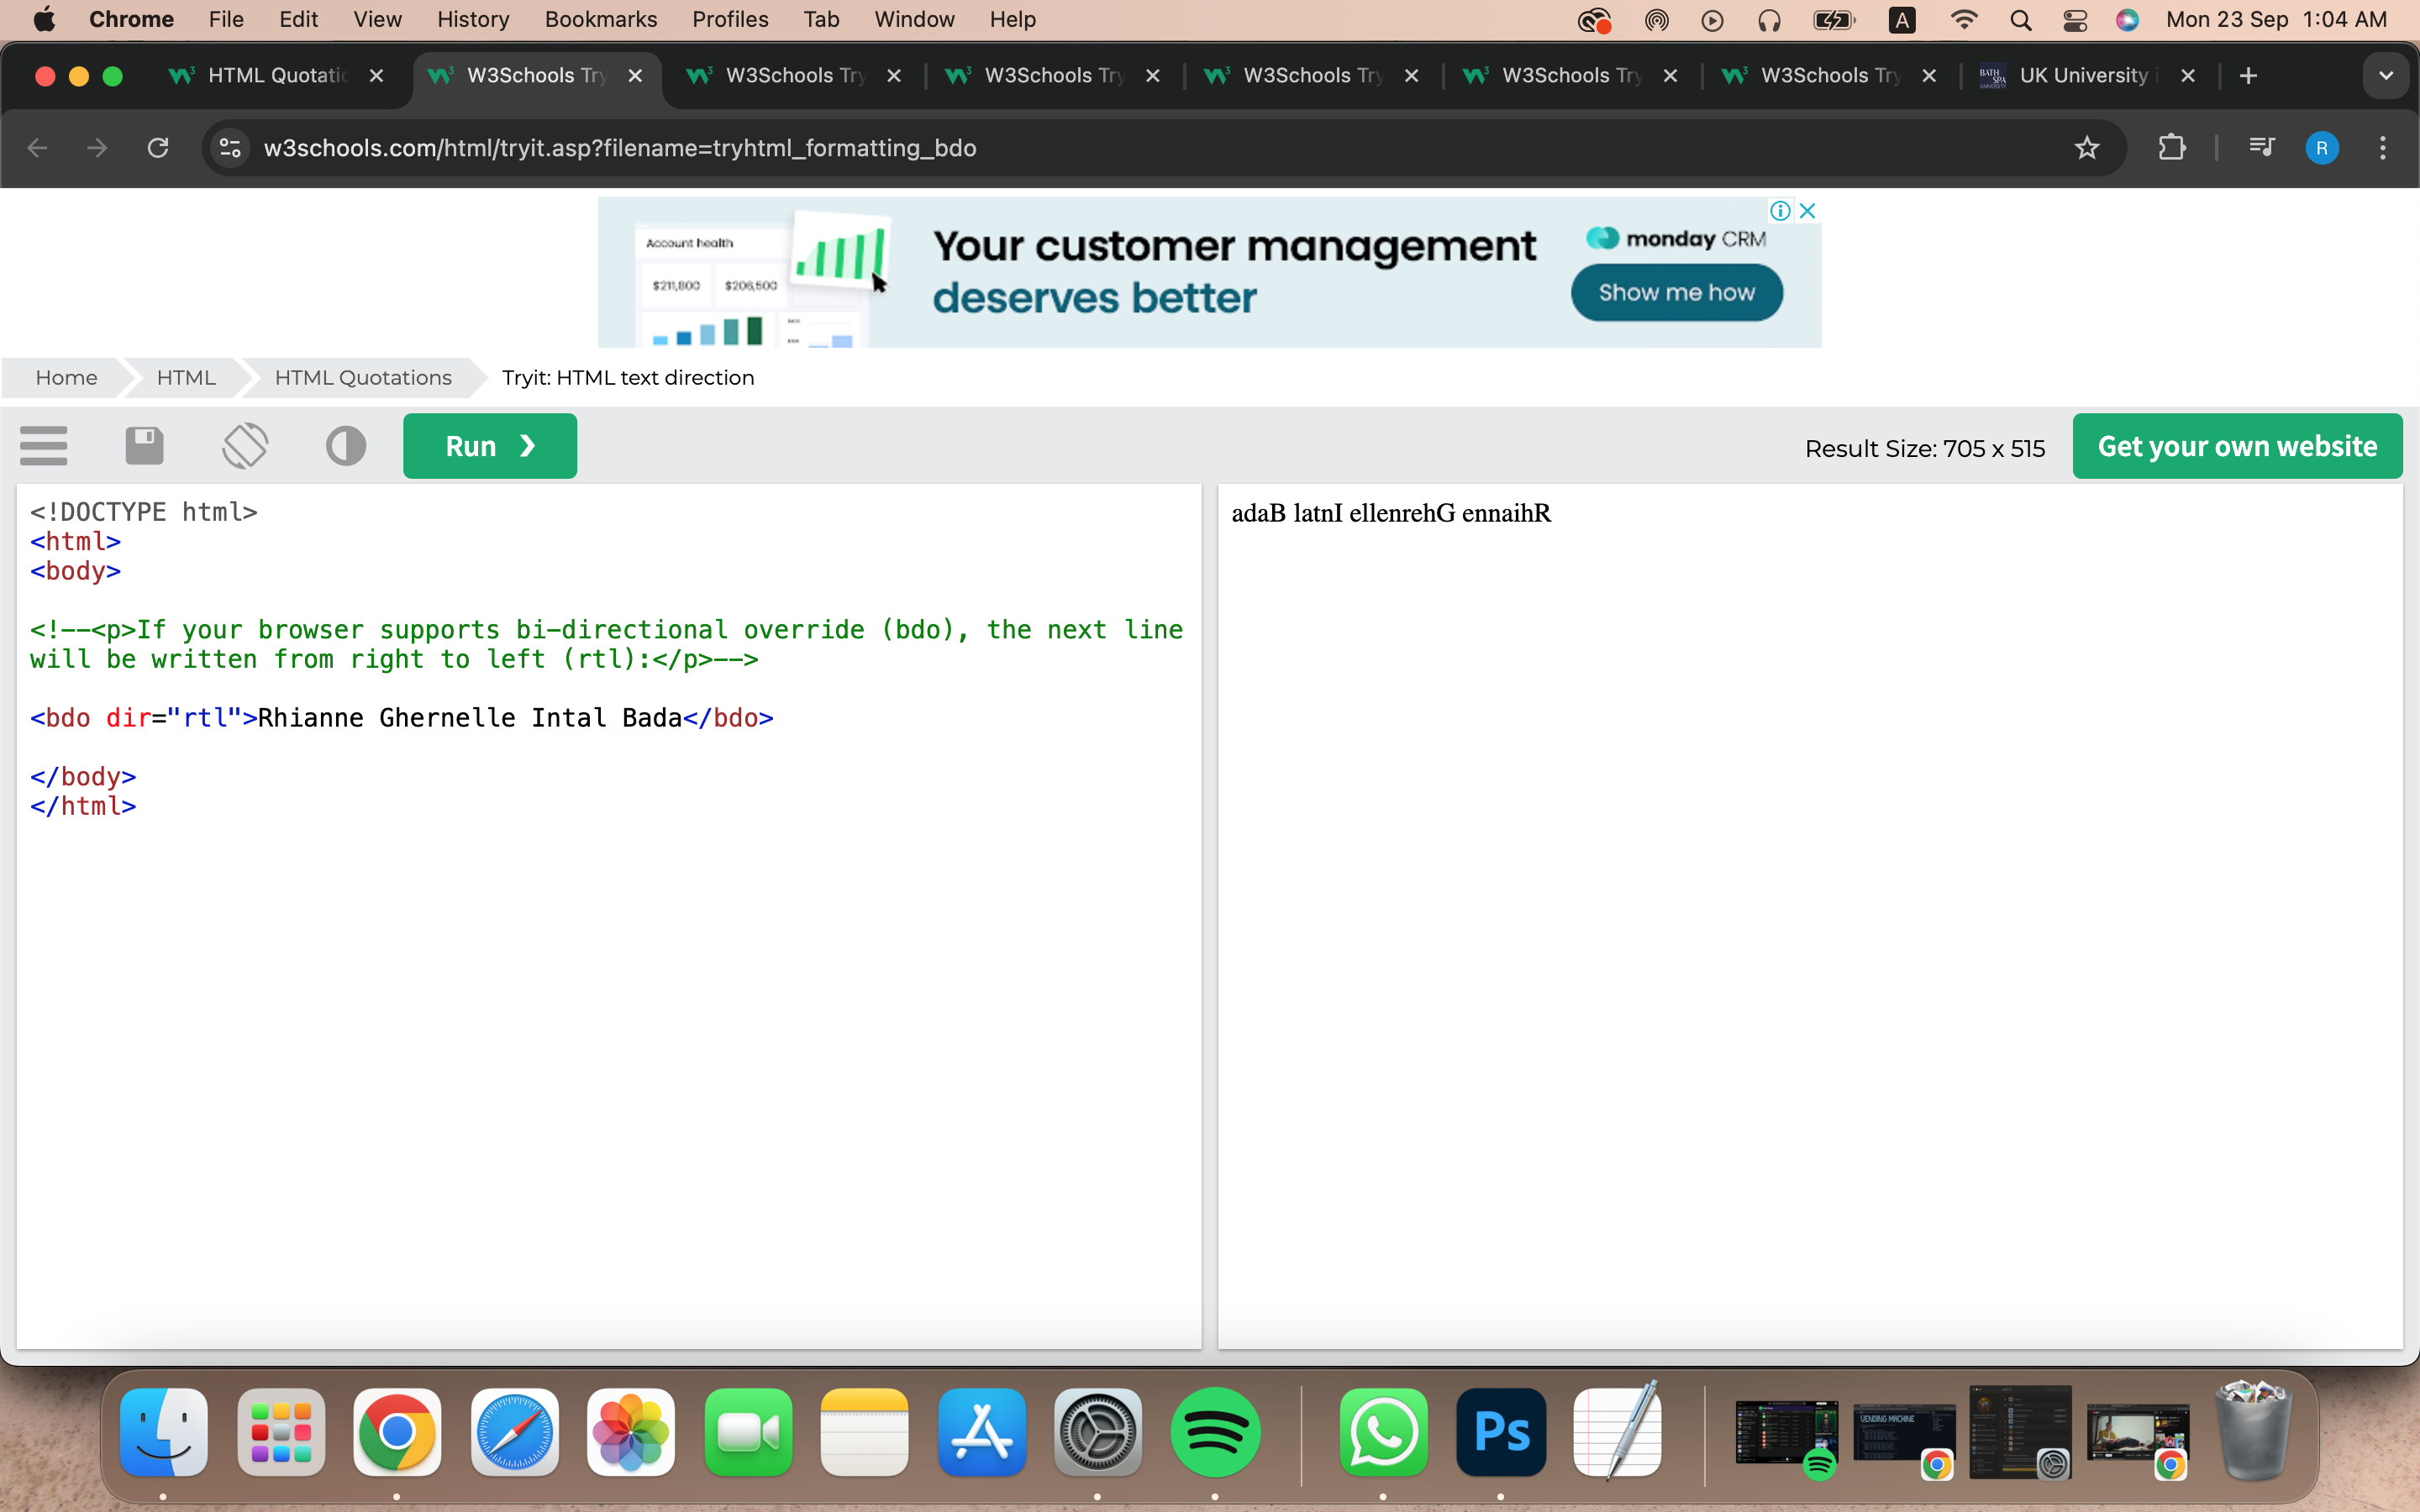 Chrome File Edit View History Bookmarks Profiles Tab Window Help A Mon 23 Sep 1:04 AM
HTML Quotatic W3Schools Try W3Schools Try W3Schools Try W3Schools Try W3Schools Try W3Schools Try BATH SPA UNIVERSITY UK University i
w3schools.com/html/tryit.asp?filename=tryhtml_formatting_bdo R
Account health
$211,800 $206,500
Your customer management
deserves better
monday CRM
Show me how
Home HTML HTML Quotations Tryit: HTML text direction
Run ❯ Result Size: 705 x 515 Get your own website
<!DOCTYPE html>
<html>
<body>
<!--<p>If your browser supports bi-directional override (bdo), the next line
will be written from right to left (rtl):</p>-->
<bdo dir="rtl">Rhianne Ghernelle Intal Bada</bdo>
</body>
</html>
adaB latnI ellenrehG ennaihR
Ps
VENDING MACHINE